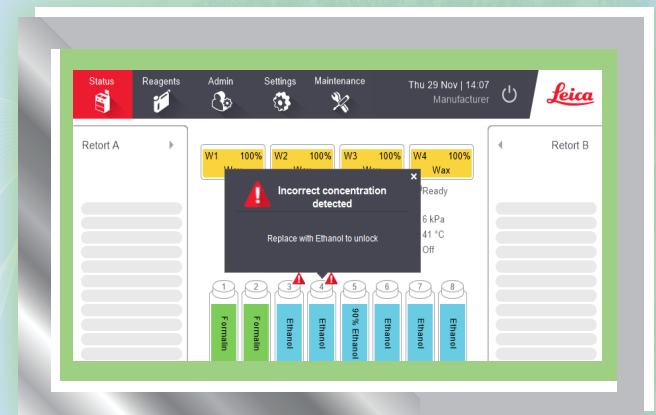 Status
Reagents
Admin
Settings
Maintenance
Thu 29 Nov | 14:07
Manufacturer
Leica
Retort A
Retort B
W1 100%
W2 100%
W3 100%
W4 100%
Wax
Incorrect concentration
detected
Replace with Ethanol to unlock
Ready
6 kPa
41 °C
Off
1
2
3
4
5
6
7
8
Formalin
Formalin
Ethanol
Ethanol
90% Ethanol
Ethanol
Ethanol
Ethanol